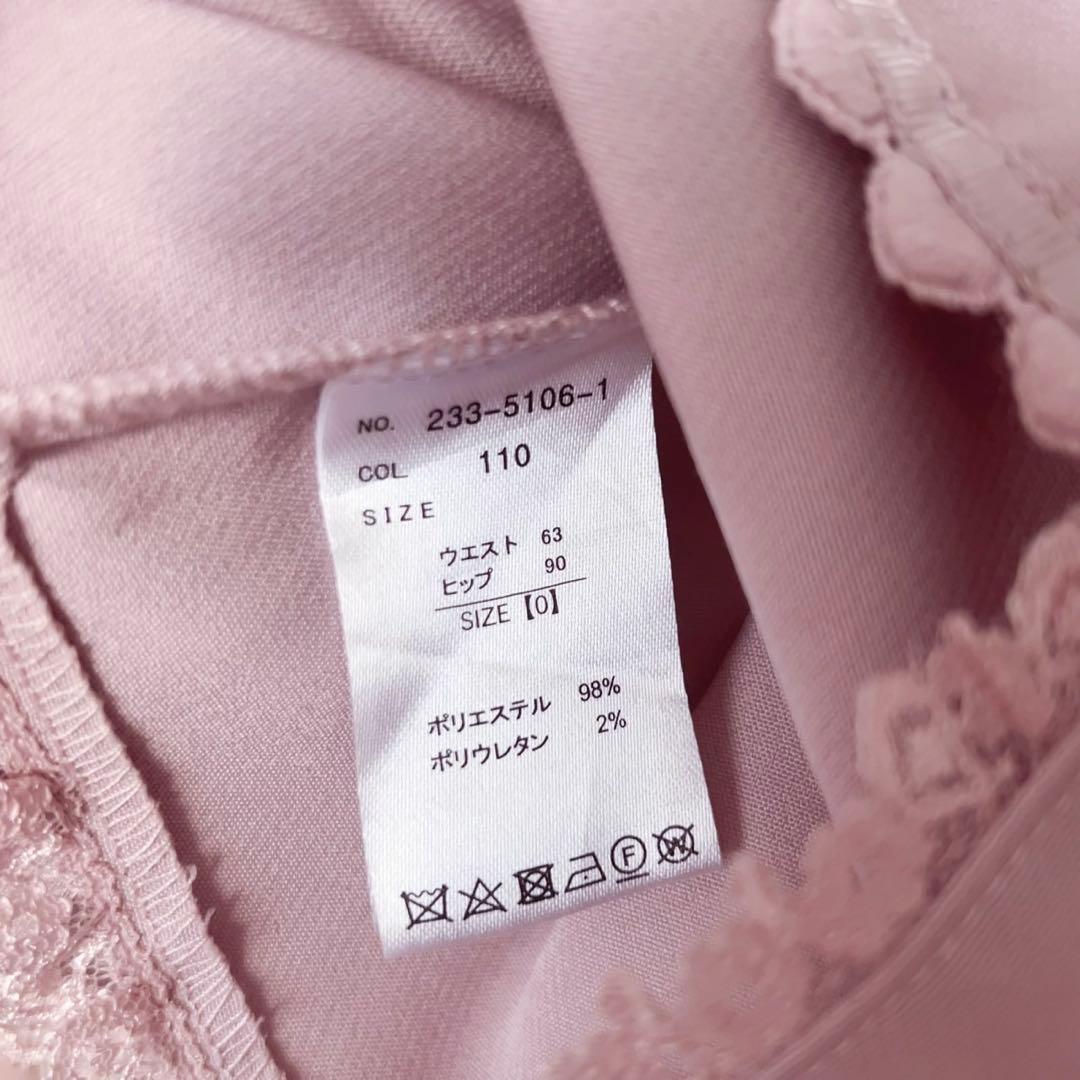 NO. 233-5106-1
COL 110
SIZE
ウエスト 63
ヒップ 90
SIZE【0】
ポリエステル 98%
ポリウレタン 2%
F W